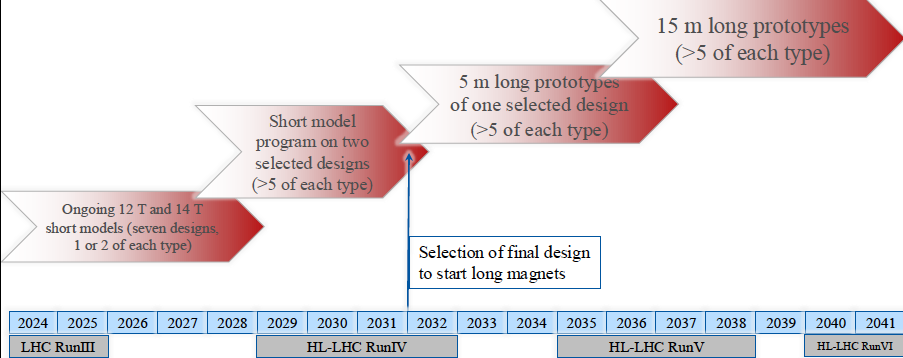 15 m long prototypes
(>5 of each type)
5 m long prototypes
of one selected design
(>5 of each type)
Short model
program on two
selected designs
(>5 of each type)
Ongoing 12 T and 14 T
short models (seven designs,
1 or 2 of each type)
Selection of final design
to start long magnets
2024 2025 2026 2027 2028 2029 2030 2031 2032 2033 2034 2035 2036 2037 2038 2039 2040 2041
LHC RunIII HL-LHC RunIV HL-LHC RunV HL-LHC RunVI